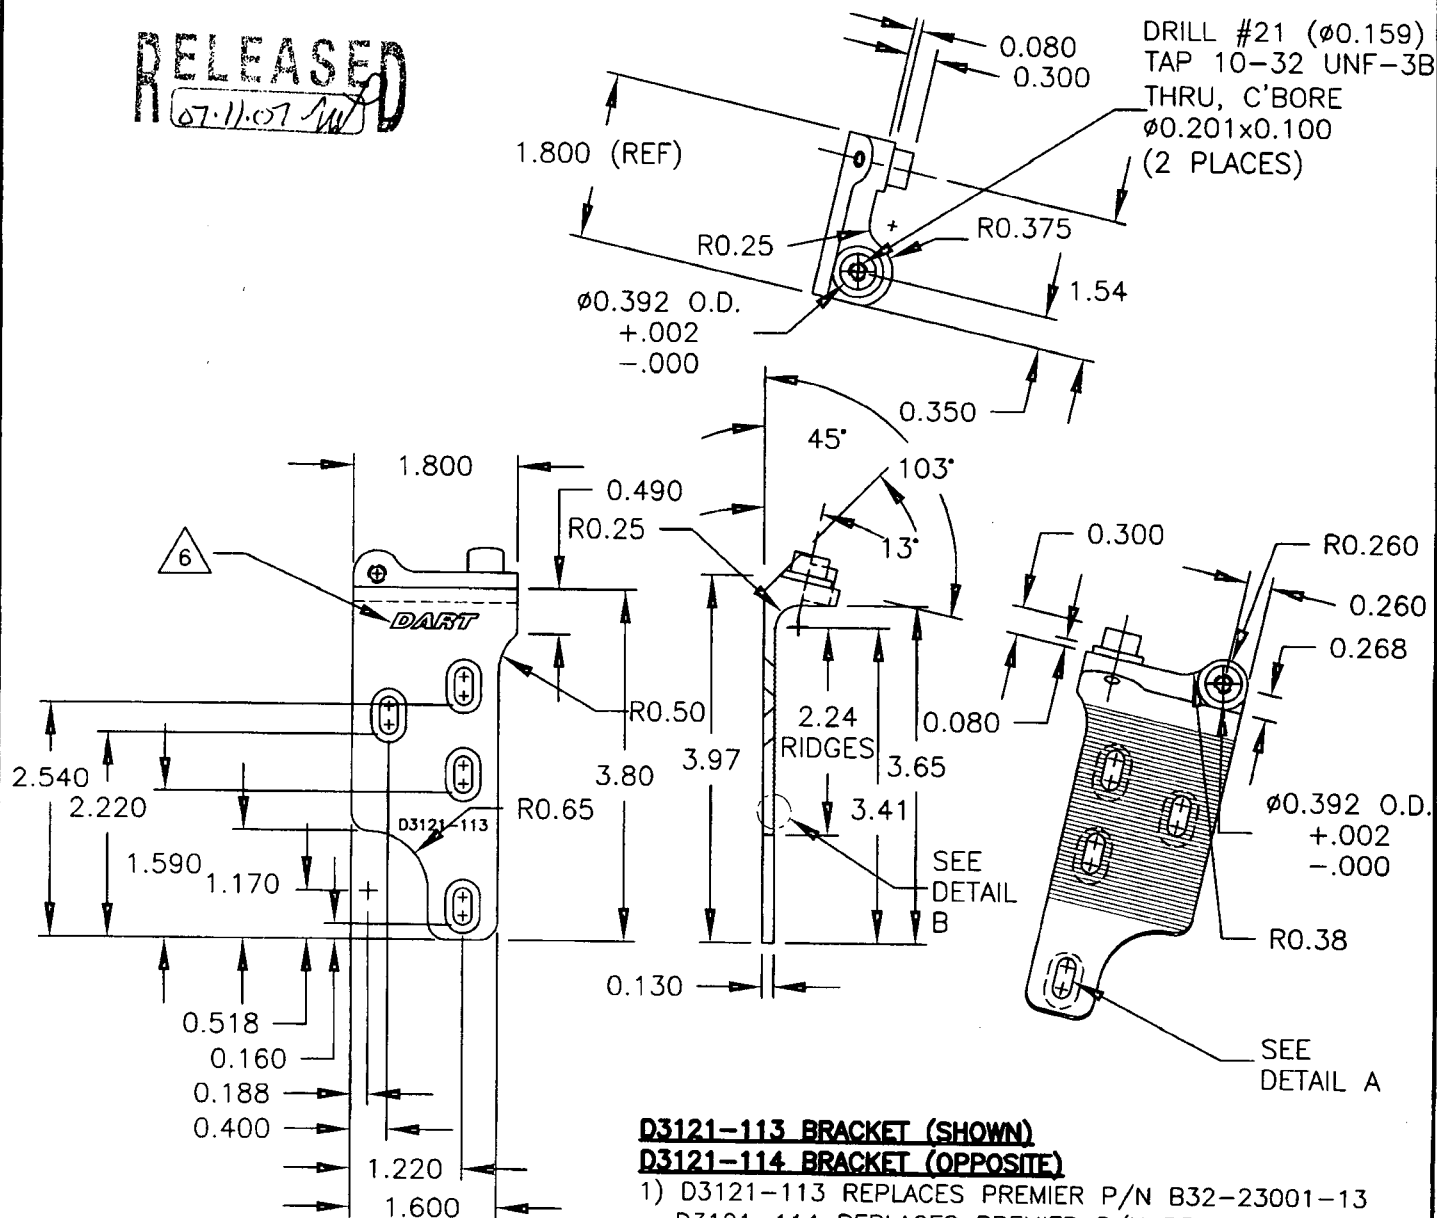 RELEASED
07.11.07
DRILL #21 (ø0.159)
TAP 10-32 UNF-3B
THRU, C'BORE
ø0.201x0.100
(2 PLACES)
0.080
0.300
1.800 (REF)
R0.25
R0.375
1.54
ø0.392 O.D.
+.002
-.000
0.350
45°
103°
13°
1.800
0.490
R0.25
6
DART
R0.50
2.540
2.220
1.590
1.170
D3121-113
R0.65
3.80
3.97
2.24
RIDGES
3.65
3.41
SEE
DETAIL
B
0.130
0.518
0.160
0.188
0.400
1.220
1.600
0.300
R0.260
0.260
0.268
0.080
ø0.392 O.D.
+.002
-.000
R0.38
SEE
DETAIL A
D3121-113 BRACKET (SHOWN)
D3121-114 BRACKET (OPPOSITE)
1) D3121-113 REPLACES PREMIER P/N B32-23001-13